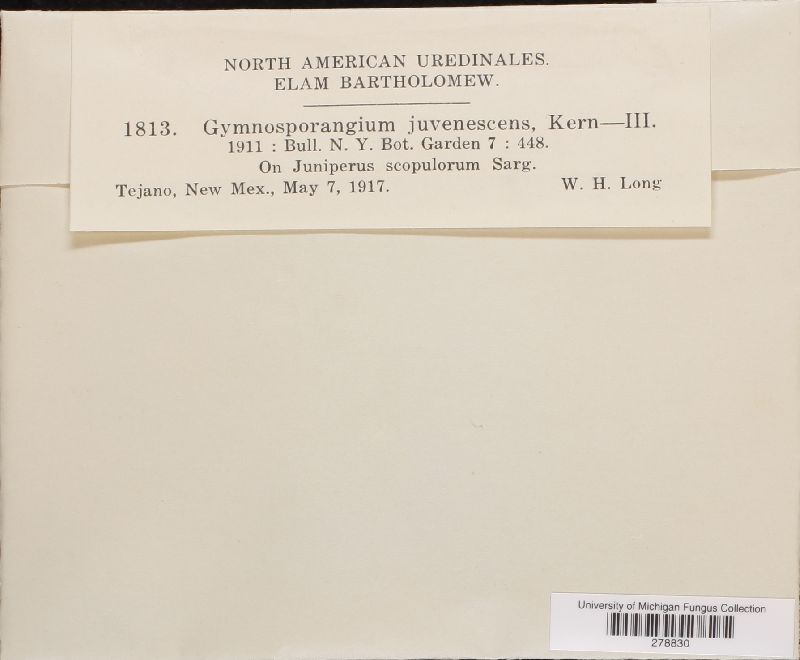 NORTH AMERICAN UREDINALES.
ELAM BARTHOLOMEW.
1813. Gymnosporangium juvenescens, Kern—III.
1911 : Bull. N. Y. Bot. Garden 7 : 448.
On Juniperus scopulorum Sarg.
Tejano, New Mex., May 7, 1917. W. H. Long
University of Michigan Fungus Collection
278830